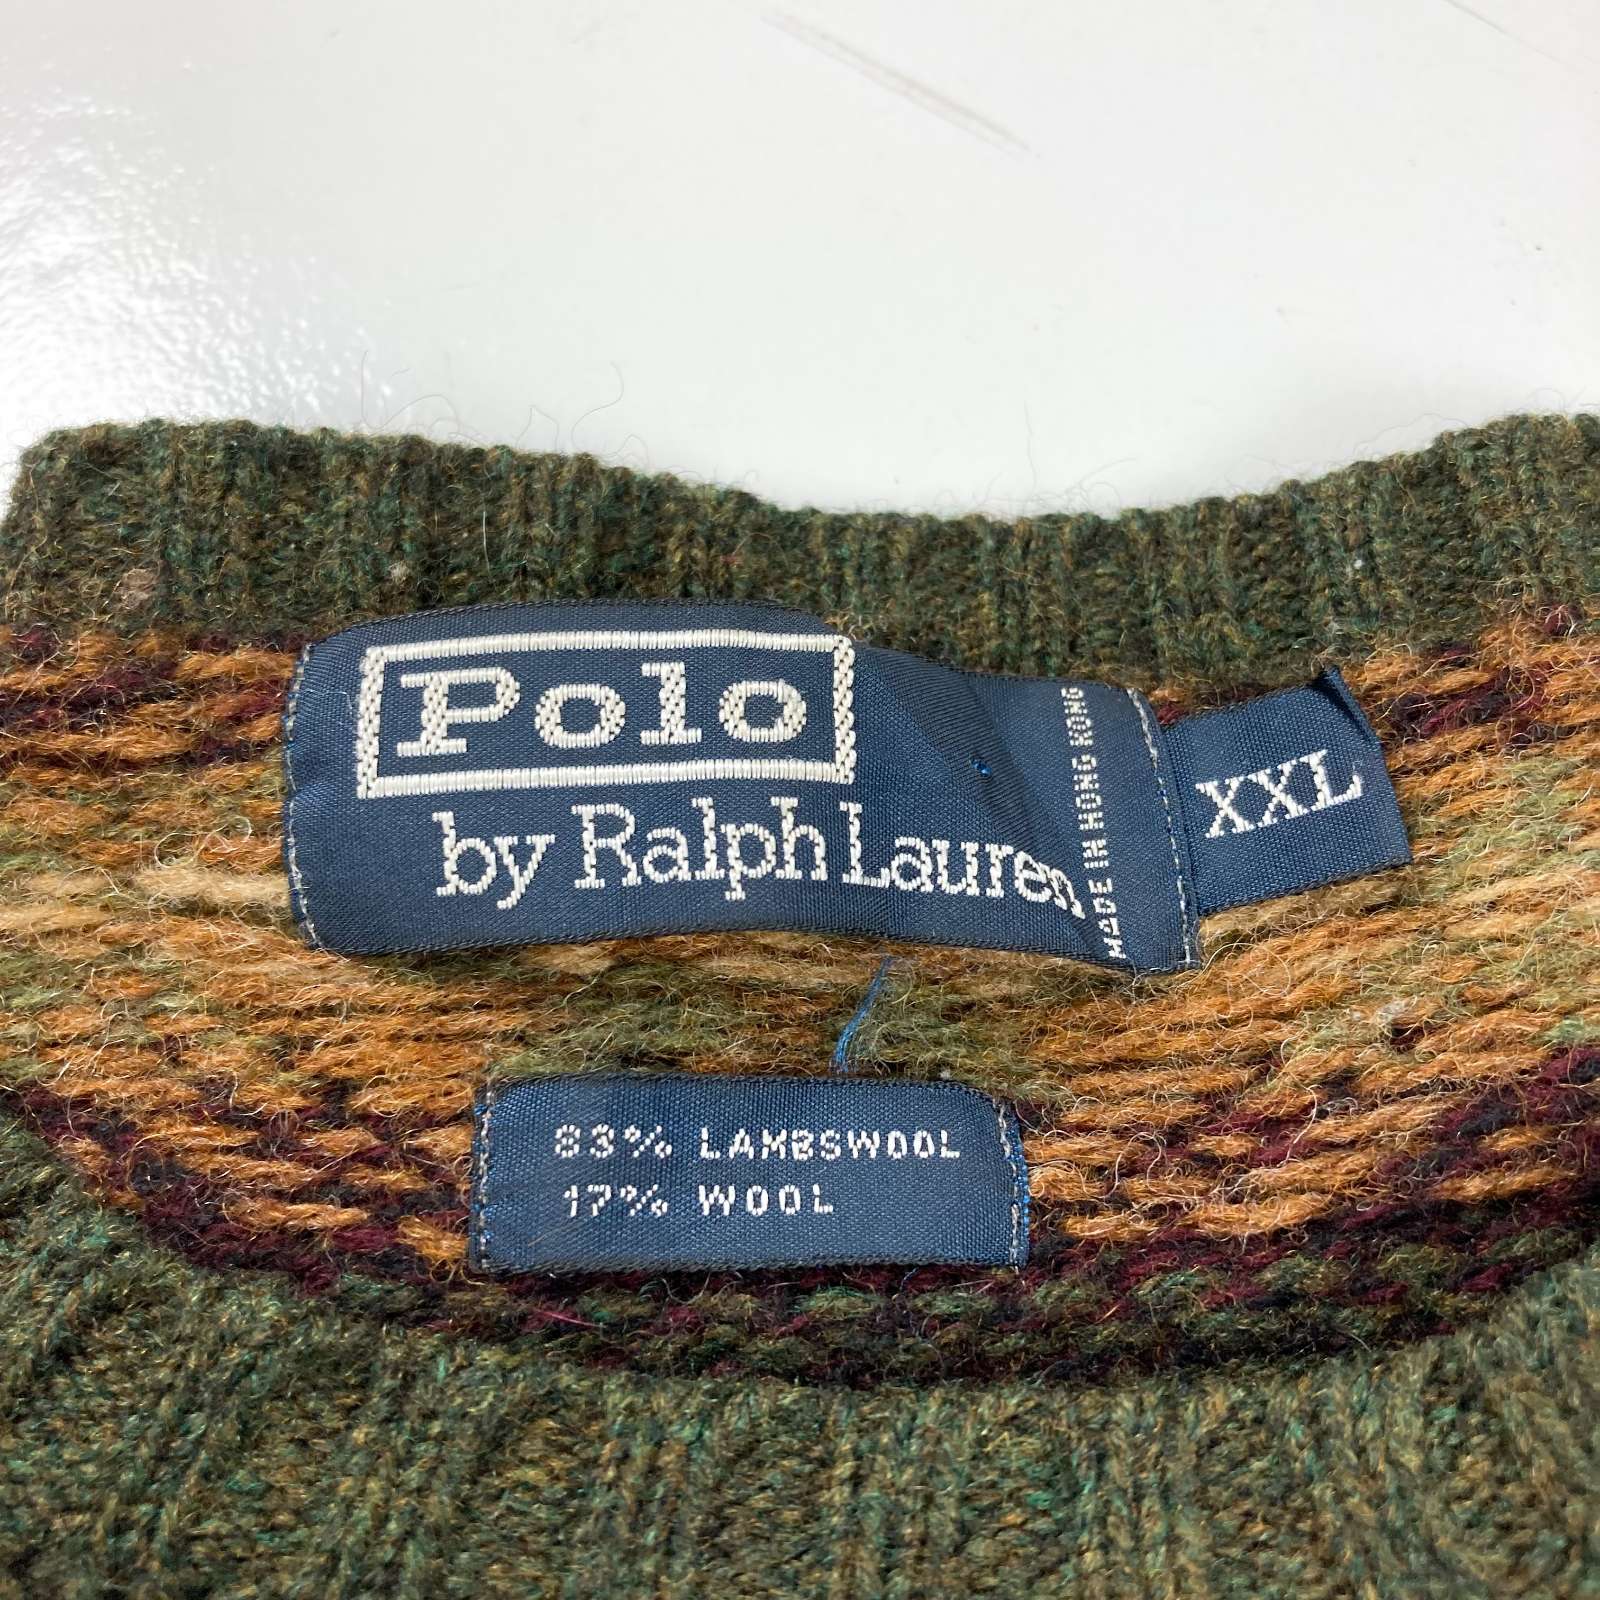 Polo
by Ralph Lauren
MADE IN HONG KONG
XXL
83% LAMBSWOOL
17% WOOL